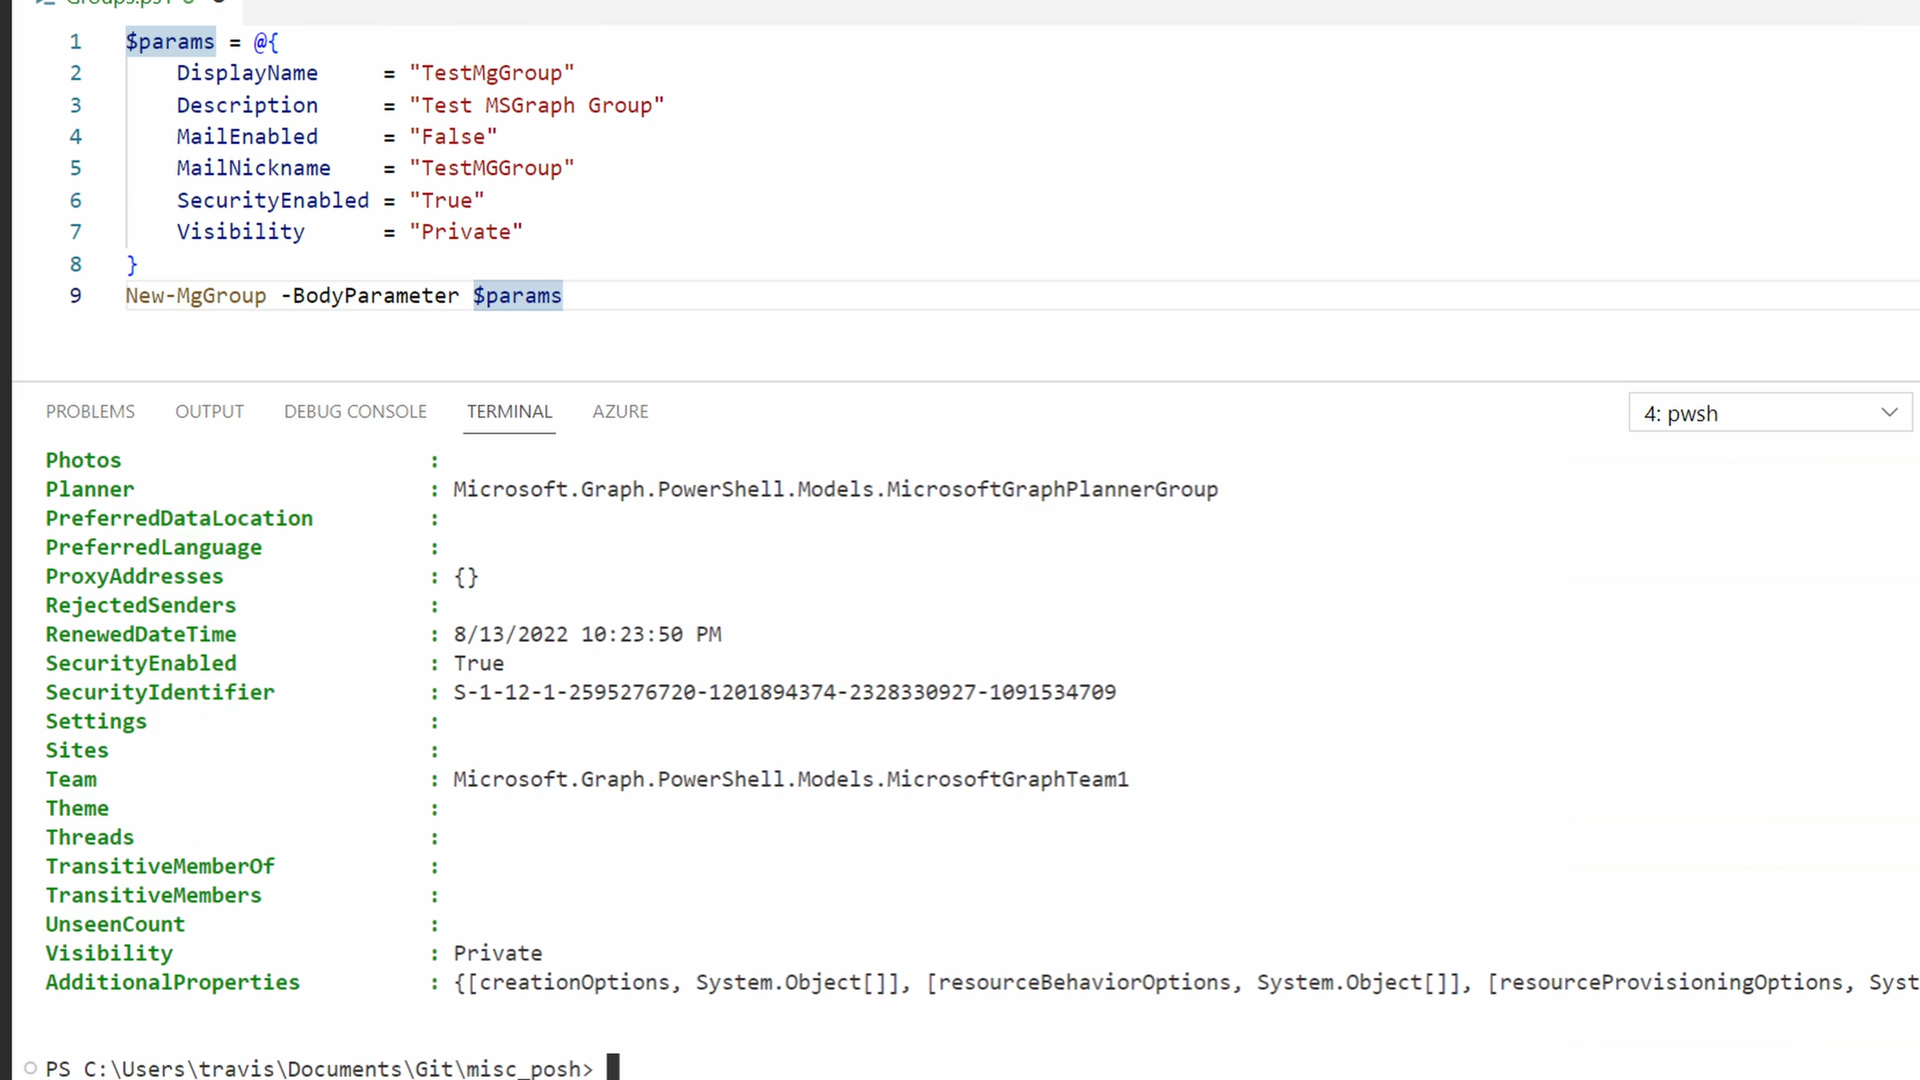 Groups.ps1
1 $params = @{
2 DisplayName = "TestMgGroup"
3 Description = "Test MSGraph Group"
4 MailEnabled = "False"
5 MailNickname = "TestMGGroup"
6 SecurityEnabled = "True"
7 Visibility = "Private"
8 }
9 New-MgGroup -BodyParameter $params
PROBLEMS OUTPUT DEBUG CONSOLE TERMINAL AZURE 4: pwsh
Photos :
Planner : Microsoft.Graph.PowerShell.Models.MicrosoftGraphPlannerGroup
PreferredDataLocation :
PreferredLanguage :
ProxyAddresses : {}
RejectedSenders :
RenewedDateTime : 8/13/2022 10:23:50 PM
SecurityEnabled : True
SecurityIdentifier : S-1-12-1-2595276720-1201894374-2328330927-1091534709
Settings :
Sites :
Team : Microsoft.Graph.PowerShell.Models.MicrosoftGraphTeam1
Theme :
Threads :
TransitiveMemberOf :
TransitiveMembers :
UnseenCount :
Visibility : Private
AdditionalProperties : {[creationOptions, System.Object[]], [resourceBehaviorOptions, System.Object[]], [resourceProvisioningOptions, Syst
PS C:\Users\travis\Documents\Git\misc_posh>